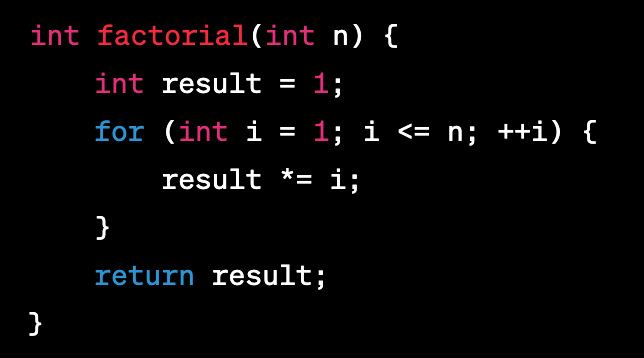 int factorial(int n) {
    int result = 1;
    for (int i = 1; i <= n; ++i) {
        result *= i;
    }
    return result;
}